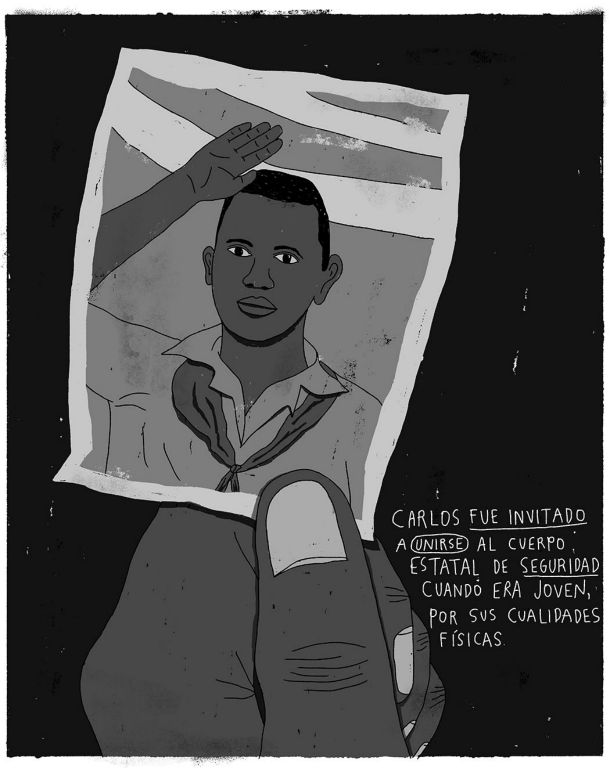 CARLOS FUE INVITADO
A UNIRSE AL CUERPO
ESTATAL DE SEGURIDAD
CUANDO ERA JOVEN,
POR SUS CUALIDADES
FÍSICAS.